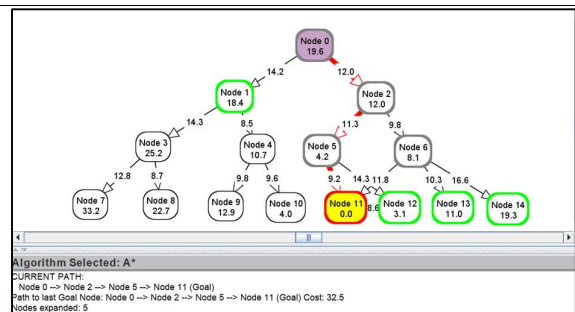 Node 0
19.6
14.2
12.0
Node 1
18.4
Node 2
12.0
14.3
8.5
11.3
9.8
Node 3
25.2
Node 4
10.7
Node 5
4.2
Node 6
8.1
12.8
8.7
9.8
9.6
9.2
14.3
11.8
10.3
16.6
Node 7
33.2
Node 8
22.7
Node 9
12.9
Node 10
4.0
Node 11
0.0
8.6
Node 12
3.1
Node 13
11.0
Node 14
19.3
Algorithm Selected: A*
CURRENT PATH:
Node 0 --> Node 2 --> Node 5 --> Node 11 (Goal)
Path to last Goal Node: Node 0 --> Node 2 --> Node 5 --> Node 11 (Goal) Cost: 32.5
Nodes expanded: 5